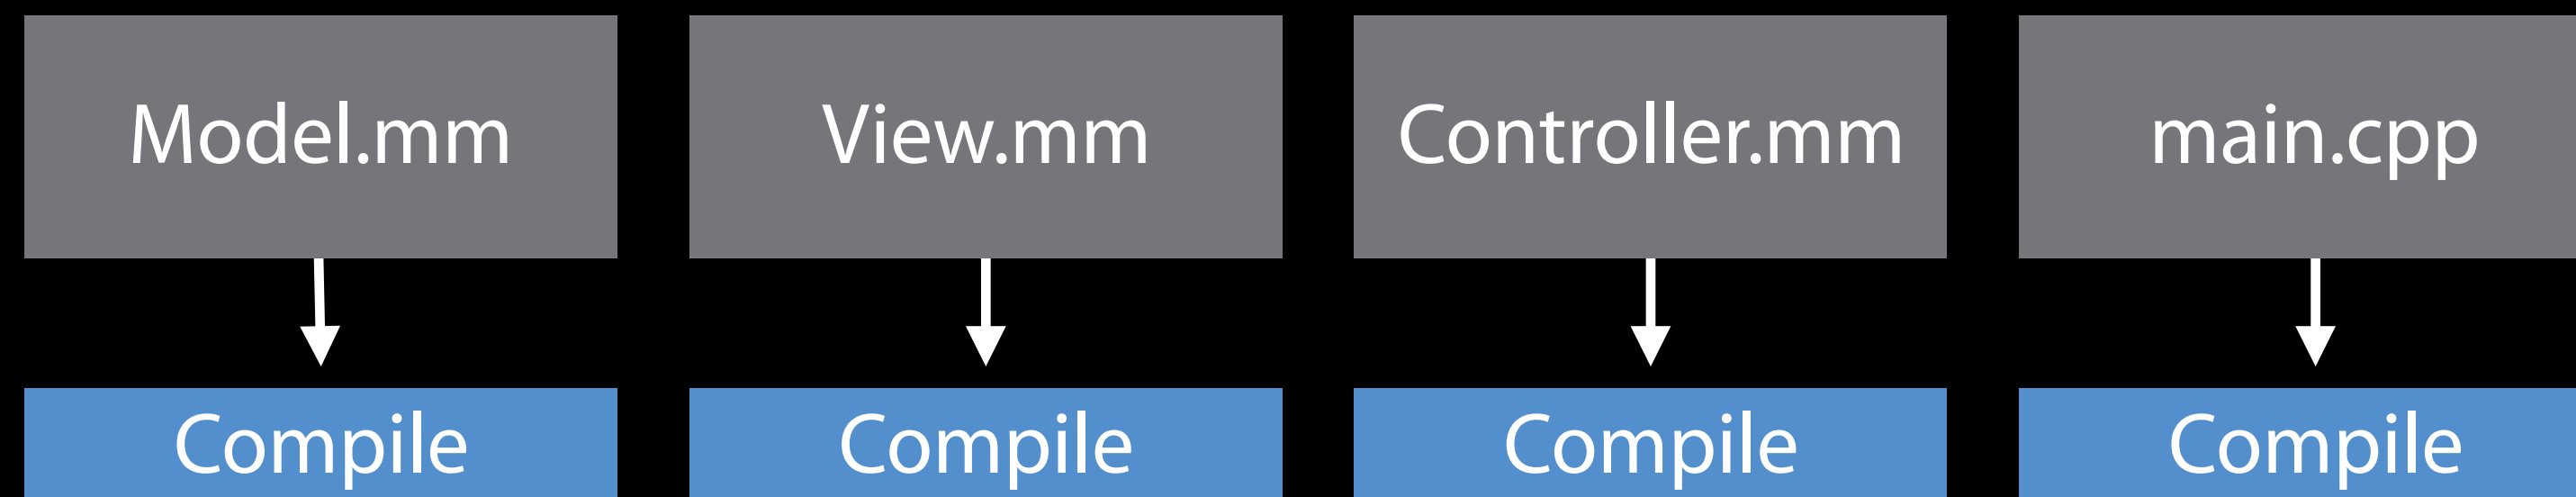 Model.mm
View.mm
Controller.mm
main.cpp
Compile
Compile
Compile
Compile